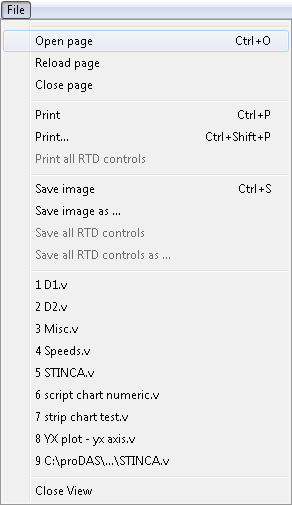 File
Open page Ctrl+O
Reload page
Close page
Print Ctrl+P
Print... Ctrl+Shift+P
Print all RTD controls
Save image Ctrl+S
Save image as ...
Save all RTD controls
Save all RTD controls as ...
1 D1.v
2 D2.v
3 Misc.v
4 Speeds.v
5 STINCA.v
6 script chart numeric.v
7 strip chart test.v
8 YX plot - yx axis.v
9 C:\proDAS\...\STINCA.v
Close View